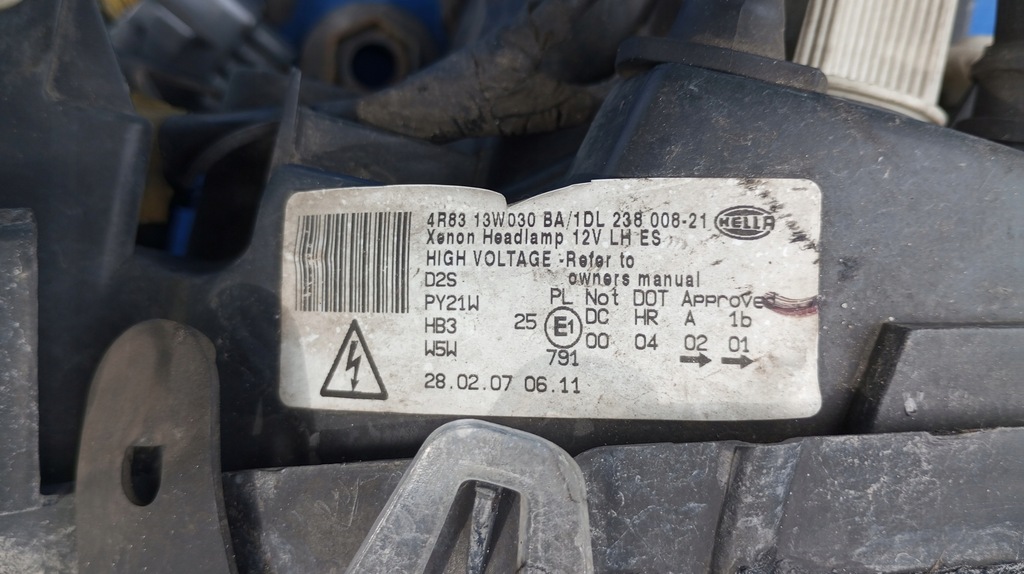 4R83 13W030 BA/1DL 238 008-21 HELLA
Xenon Headlamp 12V LH ES
HIGH VOLTAGE -Refer to
D2S owners manual
PY21W PL Not DOT Approved
HB3 25 E1 DC HR A 1b
W5W 00 04 02 01
791
28.02.07 06.11